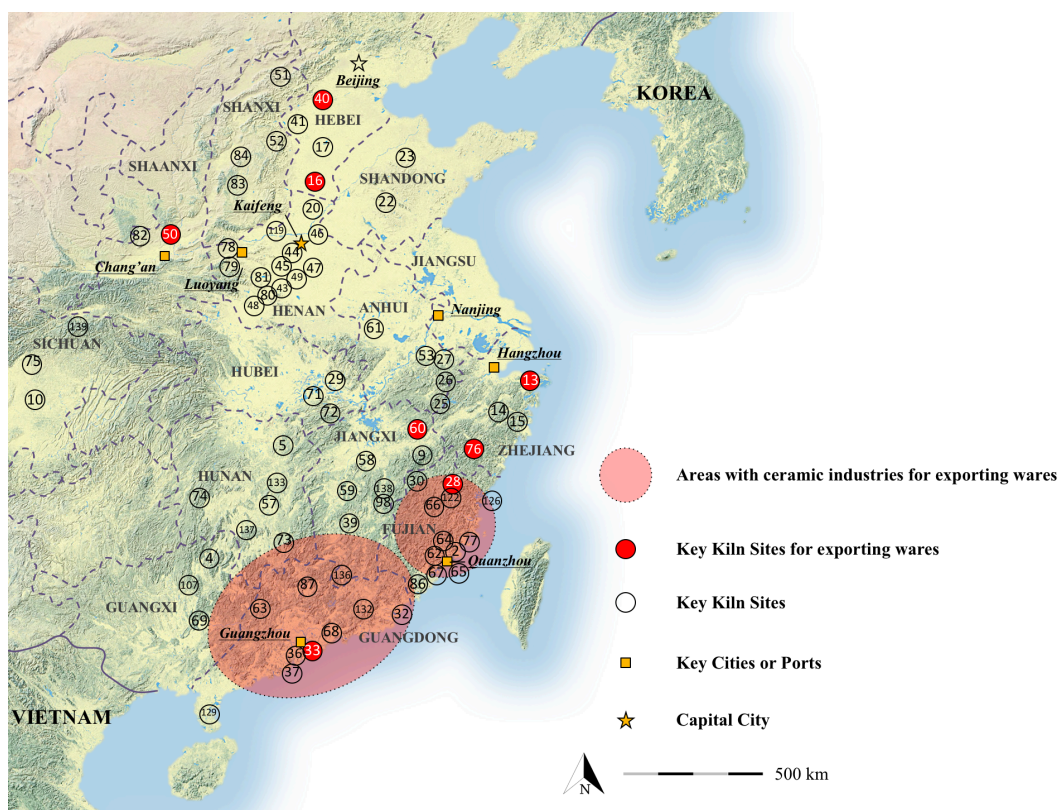 51
Beijing
KOREA
40
SHANXI
HEBEI
41
52
17
84
23
SHAANXI
83
16
SHANDONG
Kaifeng
20
22
50
82
119
46
78
44
Chang'an
79
45
47
JIANGSU
Luoyang
81
49
43
80
48
HENAN
ANHUI
Nanjing
139
61
SICHUAN
75
53
27
Hangzhou
HUBEI
29
26
13
10
71
25
72
14
15
60
JIANGXI
5
76
ZHEJIANG
9
58
HUNAN
Areas with ceramic industries for exporting wares
133
30
28
74
59
138
122
126
57
98
66
39
FUJIAN
137
73
64
77
Key Kiln Sites for exporting wares
4
62
2
Quanzhou
67
65
107
87
136
86
Key Kiln Sites
GUANGXI
63
132
32
69
Guangzhou
68
GUANGDONG
36
33
Key Cities or Ports
37
VIETNAM
129
Capital City
N
500 km